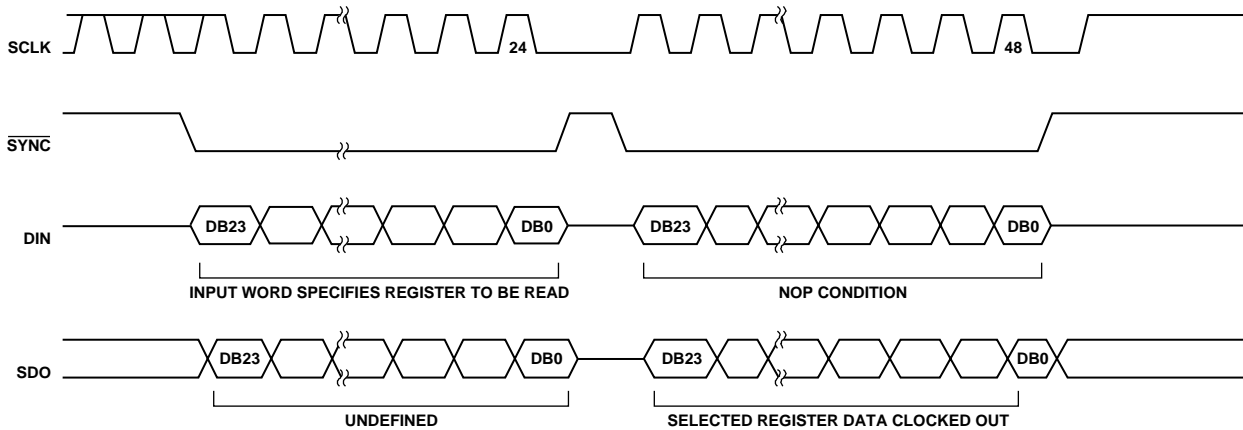 SCLK
24
48
SYNC
DIN
DB23
DB0
DB23
DB0
INPUT WORD SPECIFIES REGISTER TO BE READ
NOP CONDITION
SDO
DB23
DB0
DB23
DB0
UNDEFINED
SELECTED REGISTER DATA CLOCKED OUT